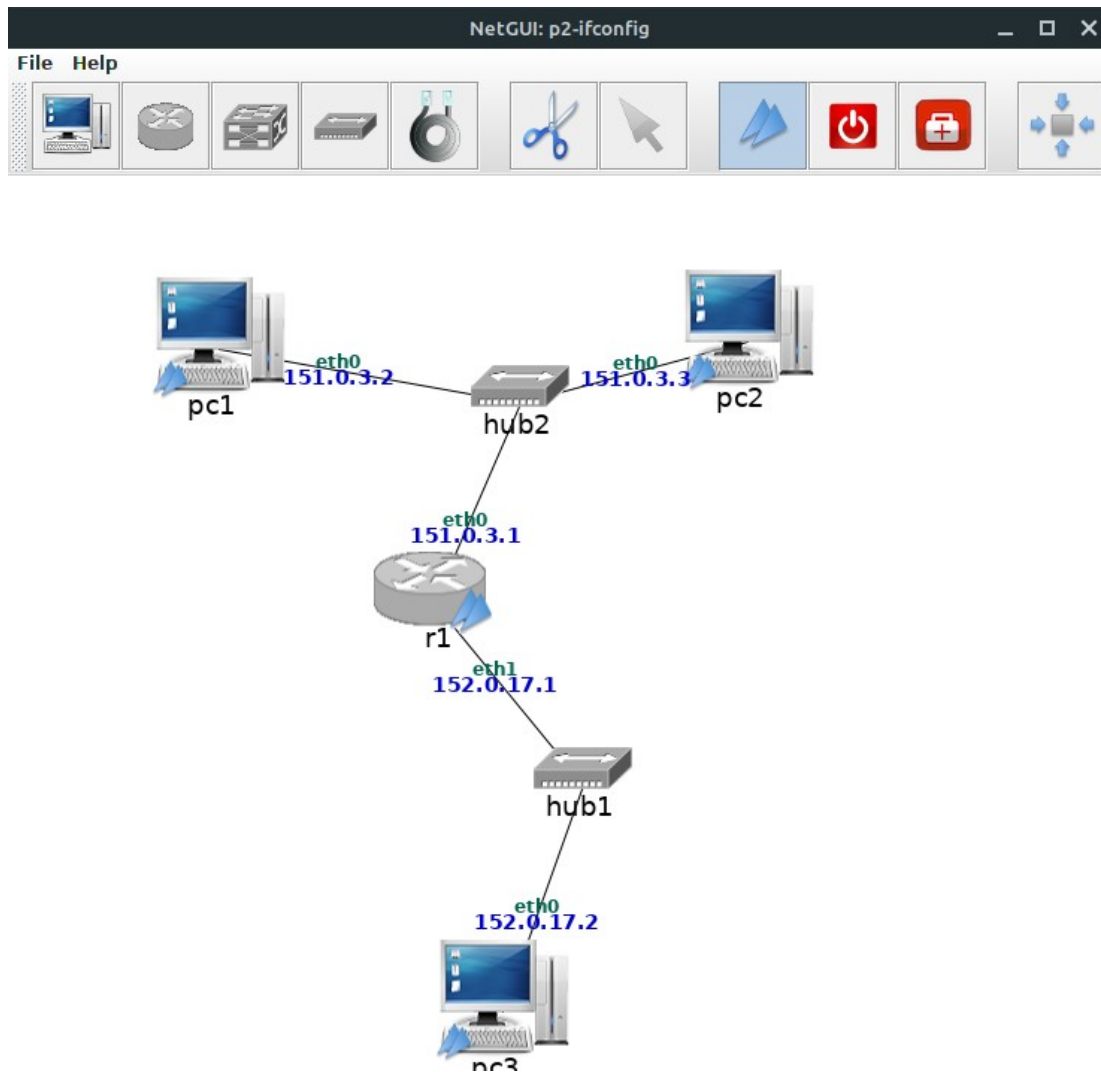 NetGUI: p2-ifconfig
File Help
eth0
151.0.3.2
pc1
eth0
151.0.3.3
pc2
hub2
eth0
151.0.3.1
r1
eth1
152.0.17.1
hub1
eth0
152.0.17.2
pc3